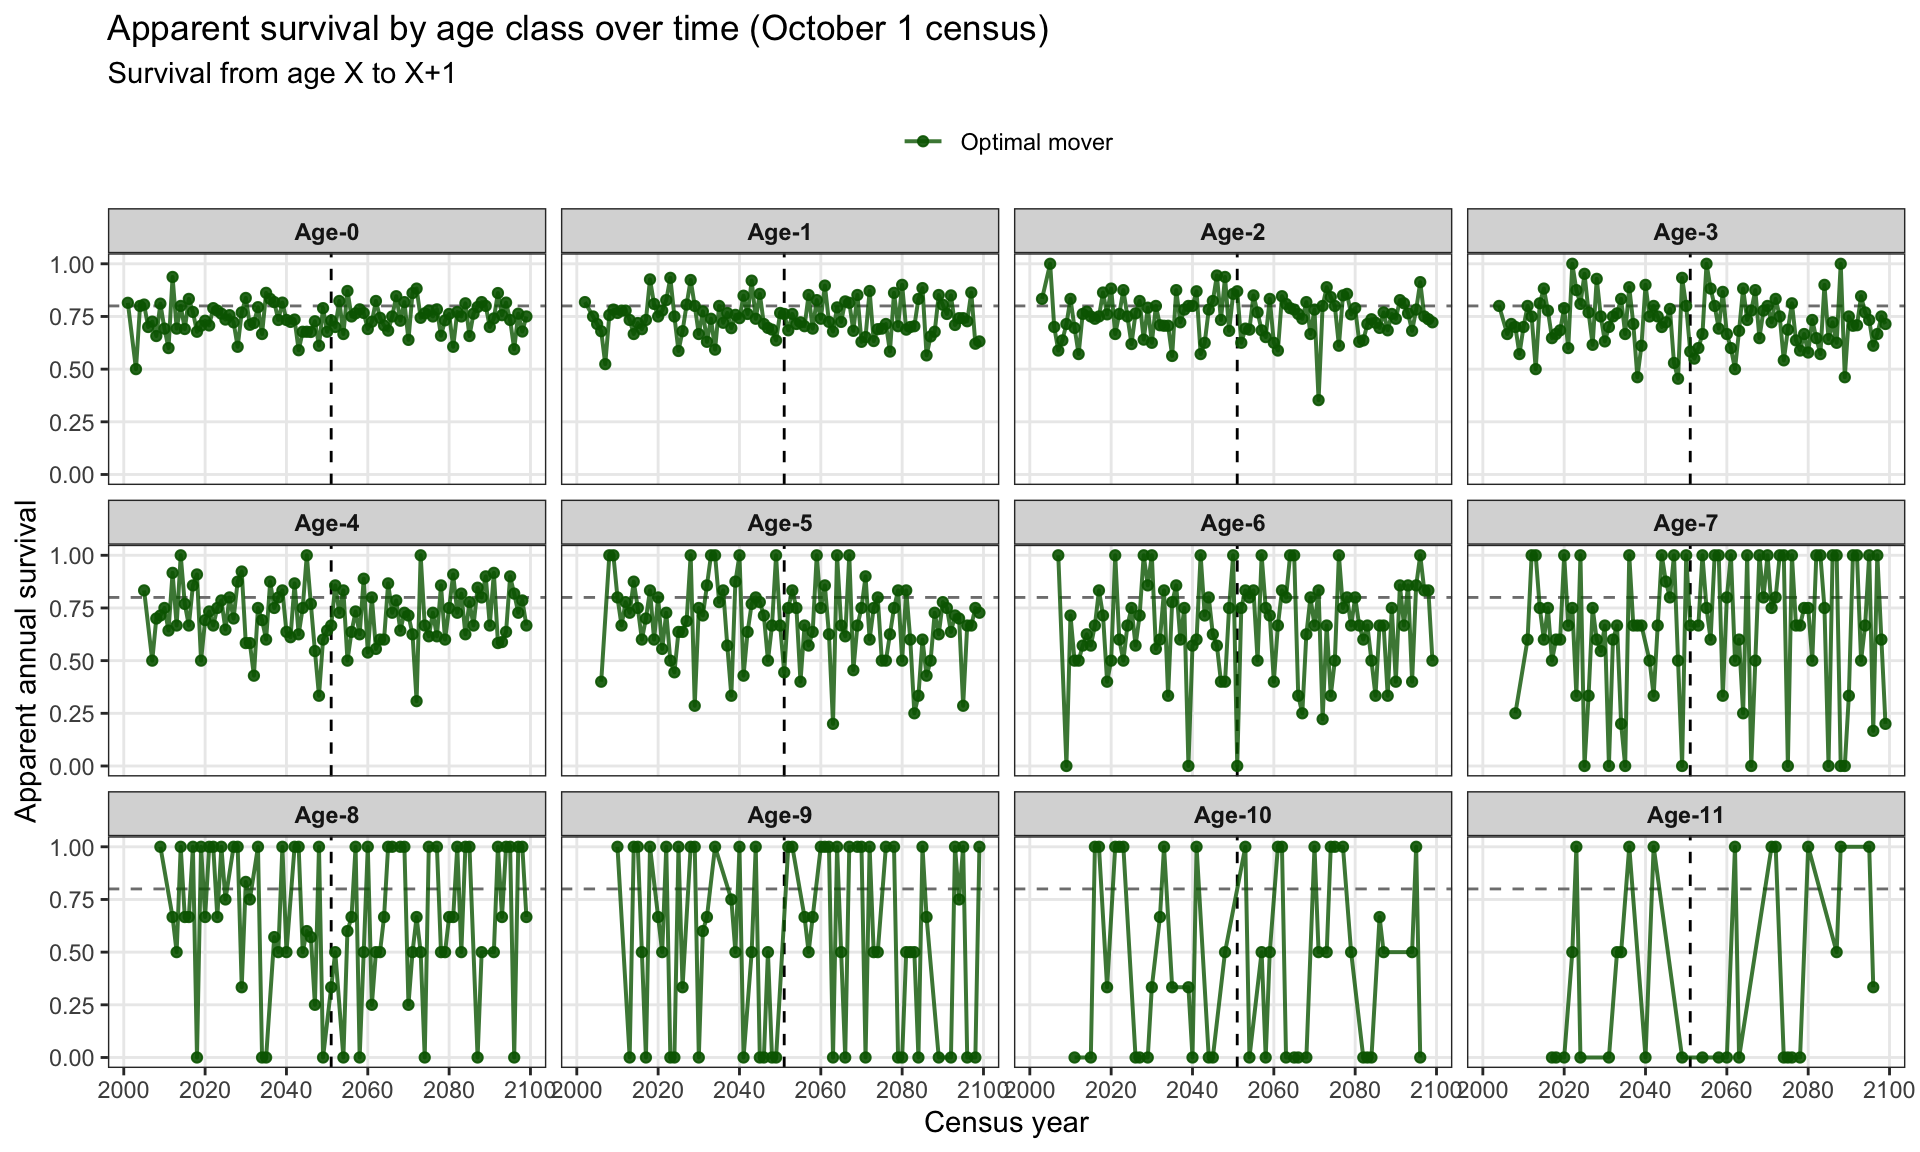 Apparent survival by age class over time (October 1 census)
Survival from age X to X+1
Optimal mover
Age-0 Age-1 Age-2 Age-3
1.00
0.75
0.50
0.25
0.00
Age-4 Age-5 Age-6 Age-7
1.00
0.75
0.50
0.25
0.00
Age-8 Age-9 Age-10 Age-11
1.00
0.75
0.50
0.25
0.00
2000 2020 2040 2060 2080 2100 2000 2020 2040 2060 2080 2100 2000 2020 2040 2060 2080 2100 2000 2020 2040 2060 2080 2100
Census year
Apparent annual survival